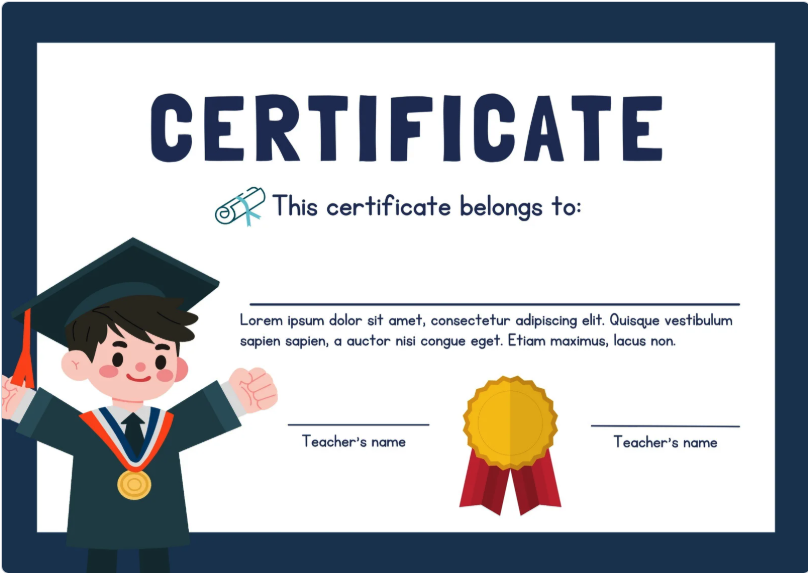 CERTIFICATE
This certificate belongs to:
Lorem ipsum dolor sit amet, consectetur adipiscing elit. Quisque vestibulum
sapien sapien, a auctor nisi congue eget. Etiam maximus, lacus non.
Teacher's name
Teacher's name